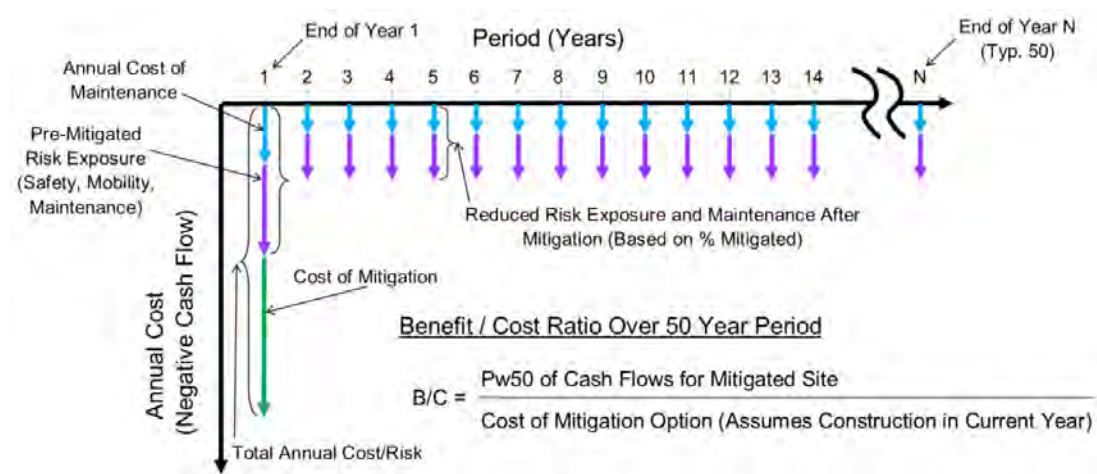 End of Year 1
Period (Years)
End of Year N
(Typ. 50)
Annual Cost of
Maintenance
1 2 3 4 5 6 7 8 9 10 11 12 13 14 N
Pre-Mitigated
Risk Exposure
(Safety, Mobility,
Maintenance)
Reduced Risk Exposure and Maintenance After
Mitigation (Based on % Mitigated)
Cost of Mitigation
Annual Cost
(Negative Cash Flow)
Benefit / Cost Ratio Over 50 Year Period
Pw50 of Cash Flows for Mitigated Site
B/C =
Cost of Mitigation Option (Assumes Construction in Current Year)
Total Annual Cost/Risk